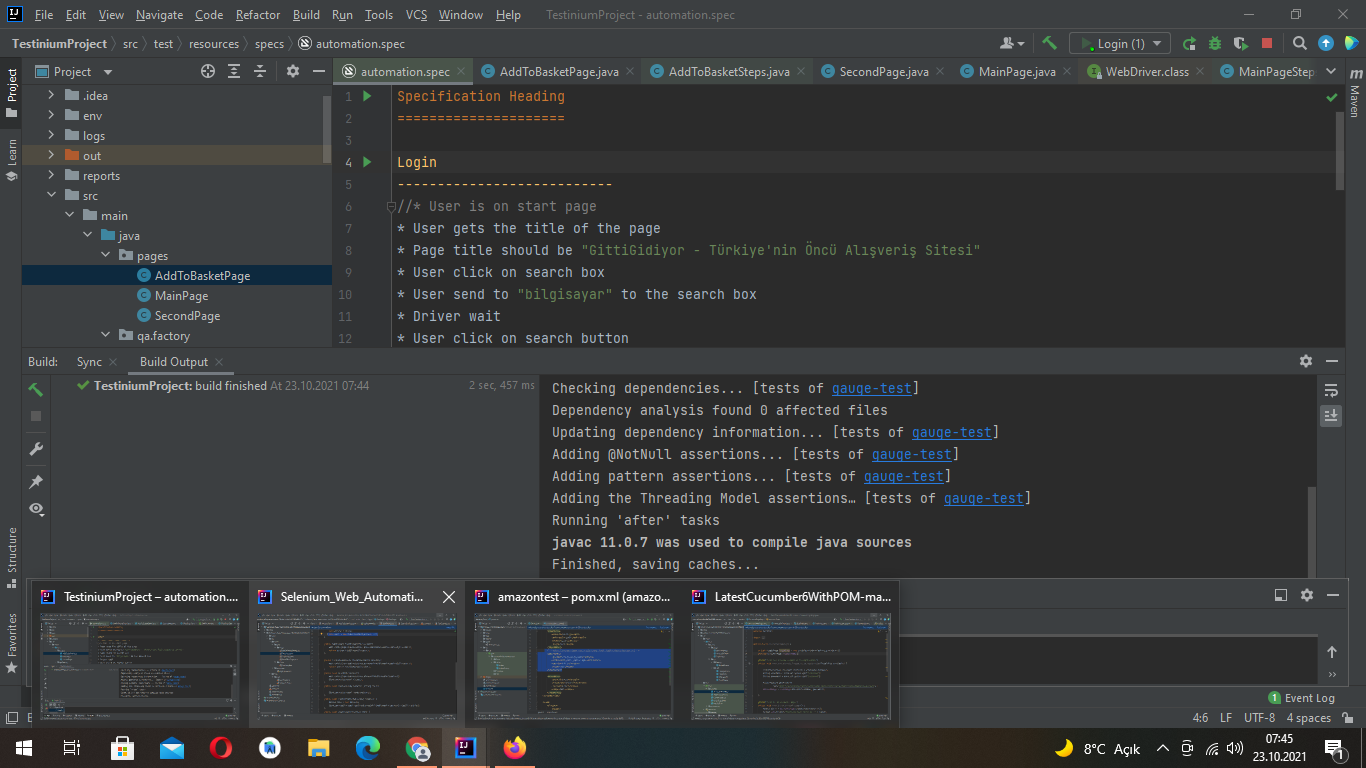 File Edit View Navigate Code Refactor Build Run Tools VCS Window Help TestiniumProject - automation.spec
TestiniumProject src test resources specs automation.spec Login (1)
Project automation.spec AddToBasketPage.java AddToBasketSteps.java SecondPage.java MainPage.java WebDriver.class MainPageStep
Project
Learn
Structure
Favorites
Maven
.idea
env
logs
out
reports
src
main
java
pages
AddToBasketPage
MainPage
SecondPage
qa.factory
1 Specification Heading
2 =====================
3
4 Login
5 ---------------------------
6 //* User is on start page
7 * User gets the title of the page
8 * Page title should be "GittiGidiyor - Türkiye'nin Öncü Alışveriş Sitesi"
9 * User click on search box
10 * User send to "bilgisayar" to the search box
11 * Driver wait
12 * User click on search button
Build: Sync Build Output
TestiniumProject: build finished At 23.10.2021 07:44 2 sec, 457 ms
Checking dependencies... [tests of gauge-test]
Dependency analysis found 0 affected files
Updating dependency information... [tests of gauge-test]
Adding @NotNull assertions... [tests of gauge-test]
Adding pattern assertions... [tests of gauge-test]
Adding the Threading Model assertions… [tests of gauge-test]
Running 'after' tasks
javac 11.0.7 was used to compile java sources
Finished, saving caches...
TestiniumProject – automation.... Selenium_Web_Automati... amazontest – pom.xml (amazo... LatestCucumber6WithPOM-ma...
1 Event Log
4:6 LF UTF-8 4 spaces
8°C Açık
07:45
23.10.2021
1